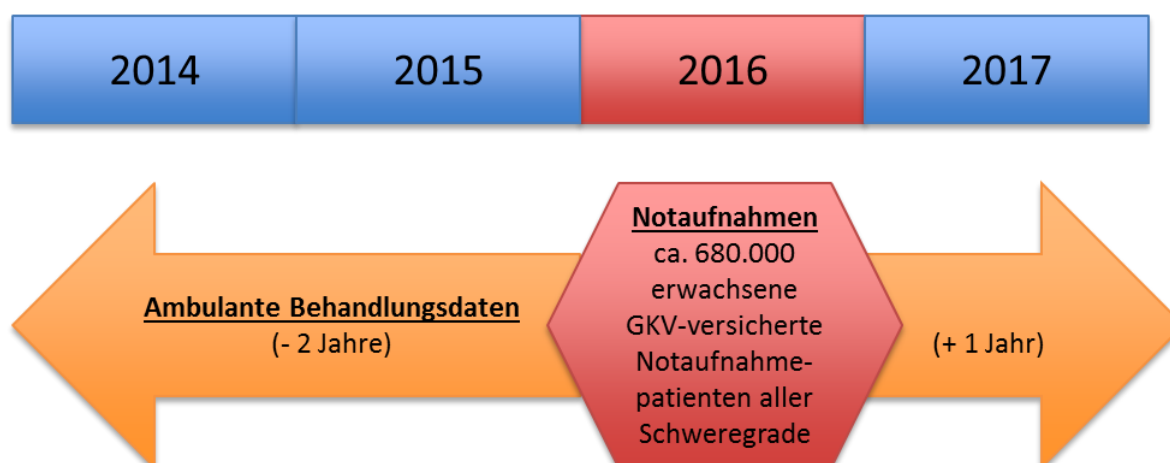 2014 2015 2016 2017
Notaufnahmen
ca. 680.000
erwachsene
GKV-versicherte
Notaufnahme-
patienten aller
Schweregrade
Ambulante Behandlungsdaten
(- 2 Jahre)
(+ 1 Jahr)